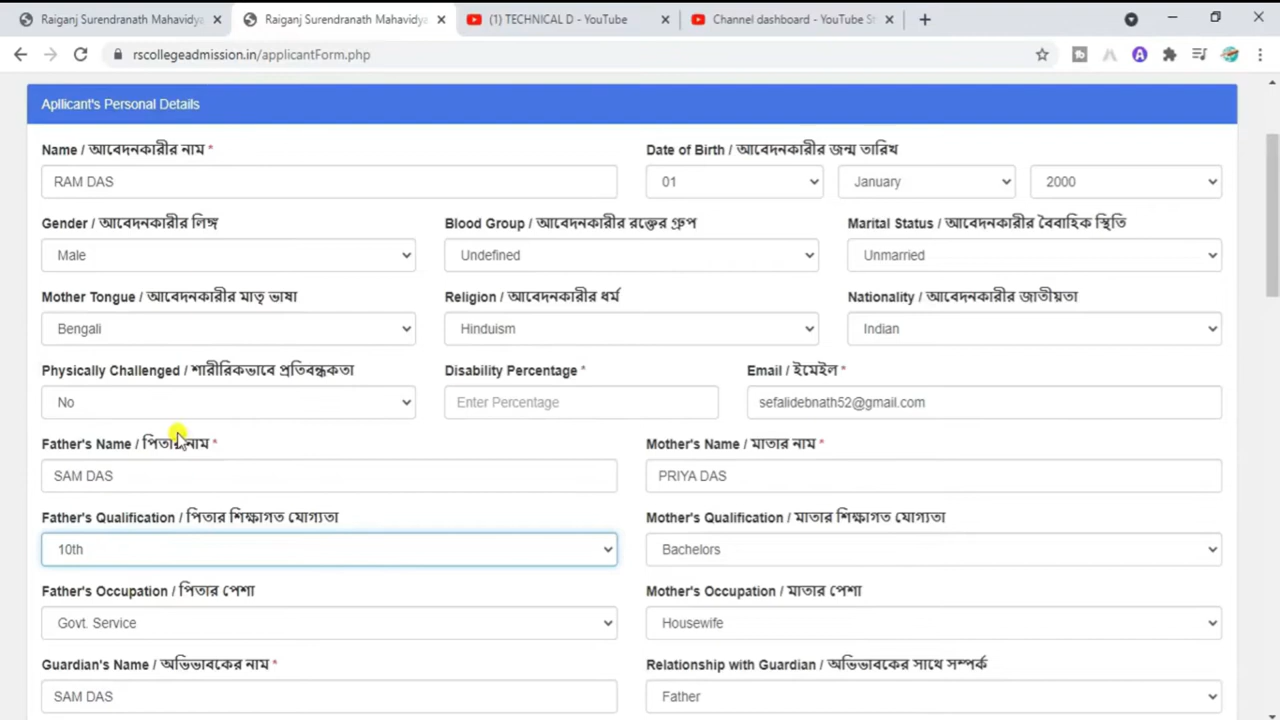 Raiganj Surendranath Mahavidya
Raiganj Surendranath Mahavidya
(1) TECHNICAL D - YouTube
Channel dashboard - YouTube St
rscollegeadmission.in/applicantForm.php
Apllicant's Personal Details
Name / আবেদনকারীর নাম *
Date of Birth / আবেদনকারীর জন্ম তারিখ
RAM DAS
01
January
2000
Gender / আবেদনকারীর লিঙ্গ
Blood Group / আবেদনকারীর রক্তের গ্রুপ
Marital Status / আবেদনকারীর বৈবাহিক স্থিতি
Male
Undefined
Unmarried
Mother Tongue / আবেদনকারীর মাতৃ ভাষা
Religion / আবেদনকারীর ধর্ম
Nationality / আবেদনকারীর জাতীয়তা
Bengali
Hinduism
Indian
Physically Challenged / শারীরিকভাবে প্রতিবন্ধকতা
Disability Percentage *
Email / ইমেইল *
No
Enter Percentage
sefalidebnath52@gmail.com
Father's Name / পিতার নাম *
Mother's Name / মাতার নাম *
SAM DAS
PRIYA DAS
Father's Qualification / পিতার শিক্ষাগত যোগ্যতা
Mother's Qualification / মাতার শিক্ষাগত যোগ্যতা
10th
Bachelors
Father's Occupation / পিতার পেশা
Mother's Occupation / মাতার পেশা
Govt. Service
Housewife
Guardian's Name / অভিভাবকের নাম *
Relationship with Guardian / অভিভাবকের সাথে সম্পর্ক
SAM DAS
Father